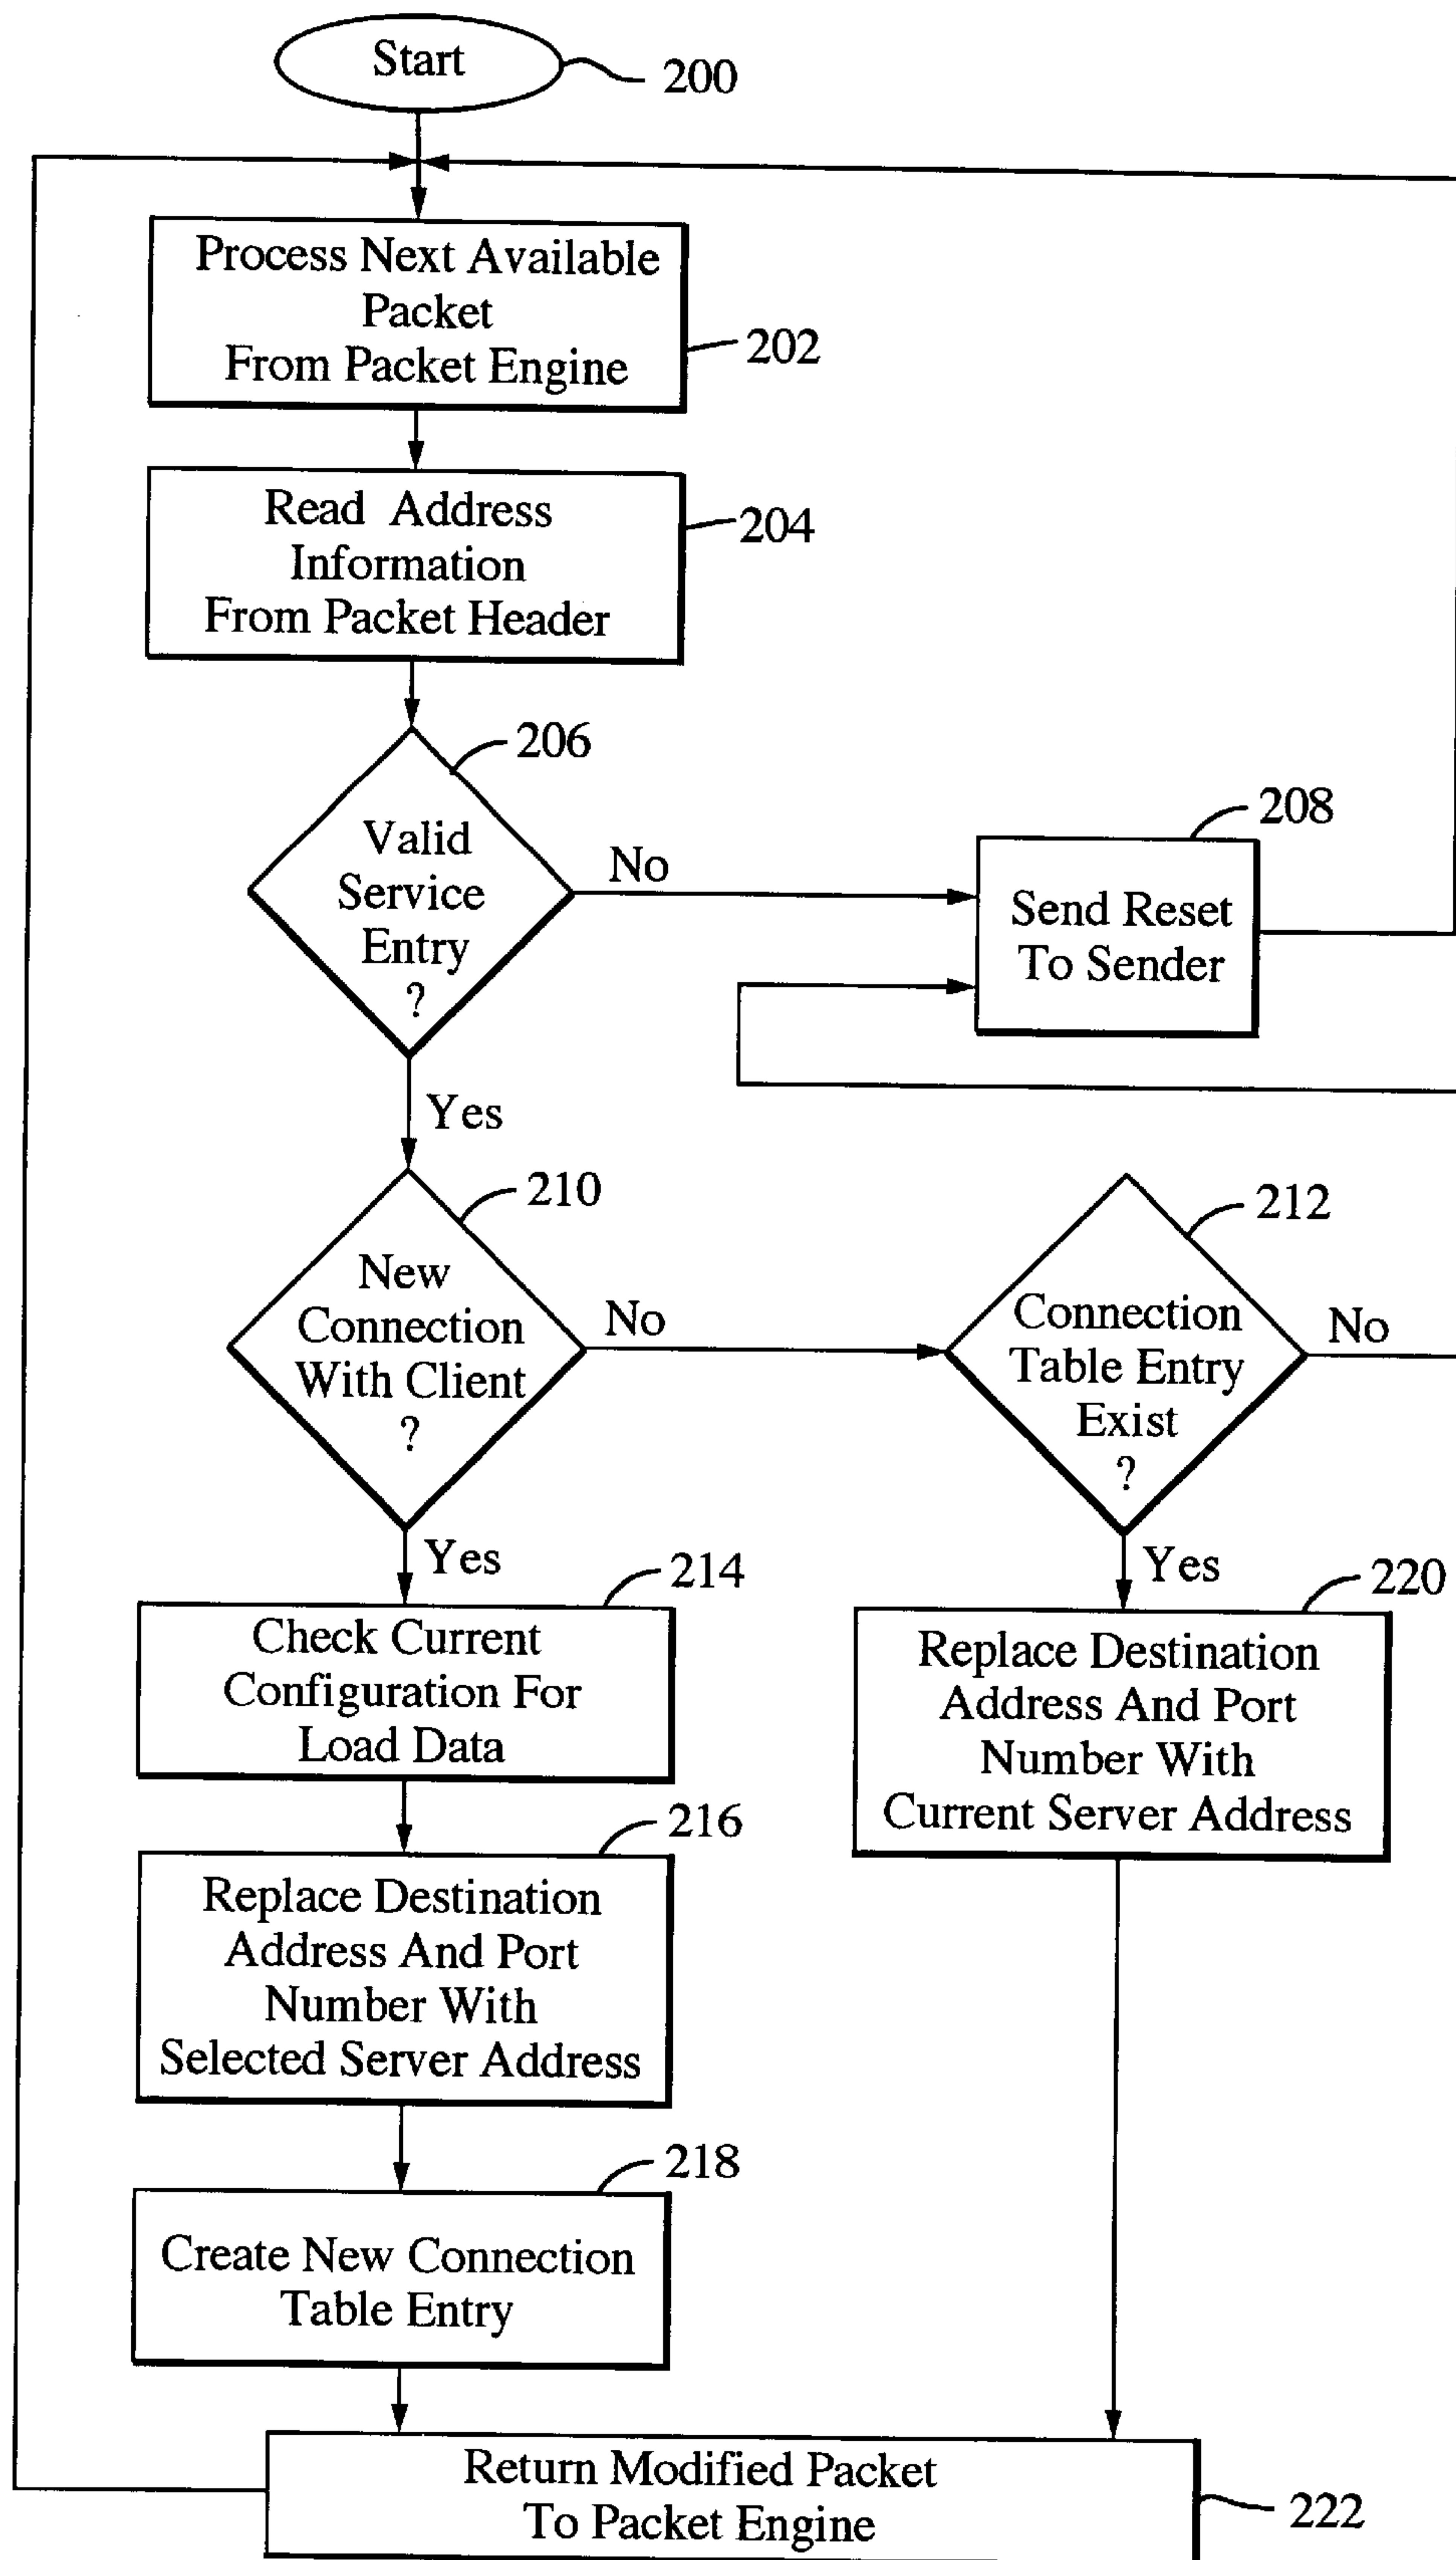 Start
200
Process Next Available
Packet
From Packet Engine
202
Read Address
Information
From Packet Header
204
206
Valid
Service
Entry
?
No
208
Send Reset
To Sender
Yes
210
New
Connection
With Client
?
No
212
Connection
Table Entry
Exist
?
No
Yes
214
Check Current
Configuration For
Load Data
Yes
220
Replace Destination
Address And Port
Number With
Current Server Address
216
Replace Destination
Address And Port
Number With
Selected Server Address
218
Create New Connection
Table Entry
Return Modified Packet
To Packet Engine
222